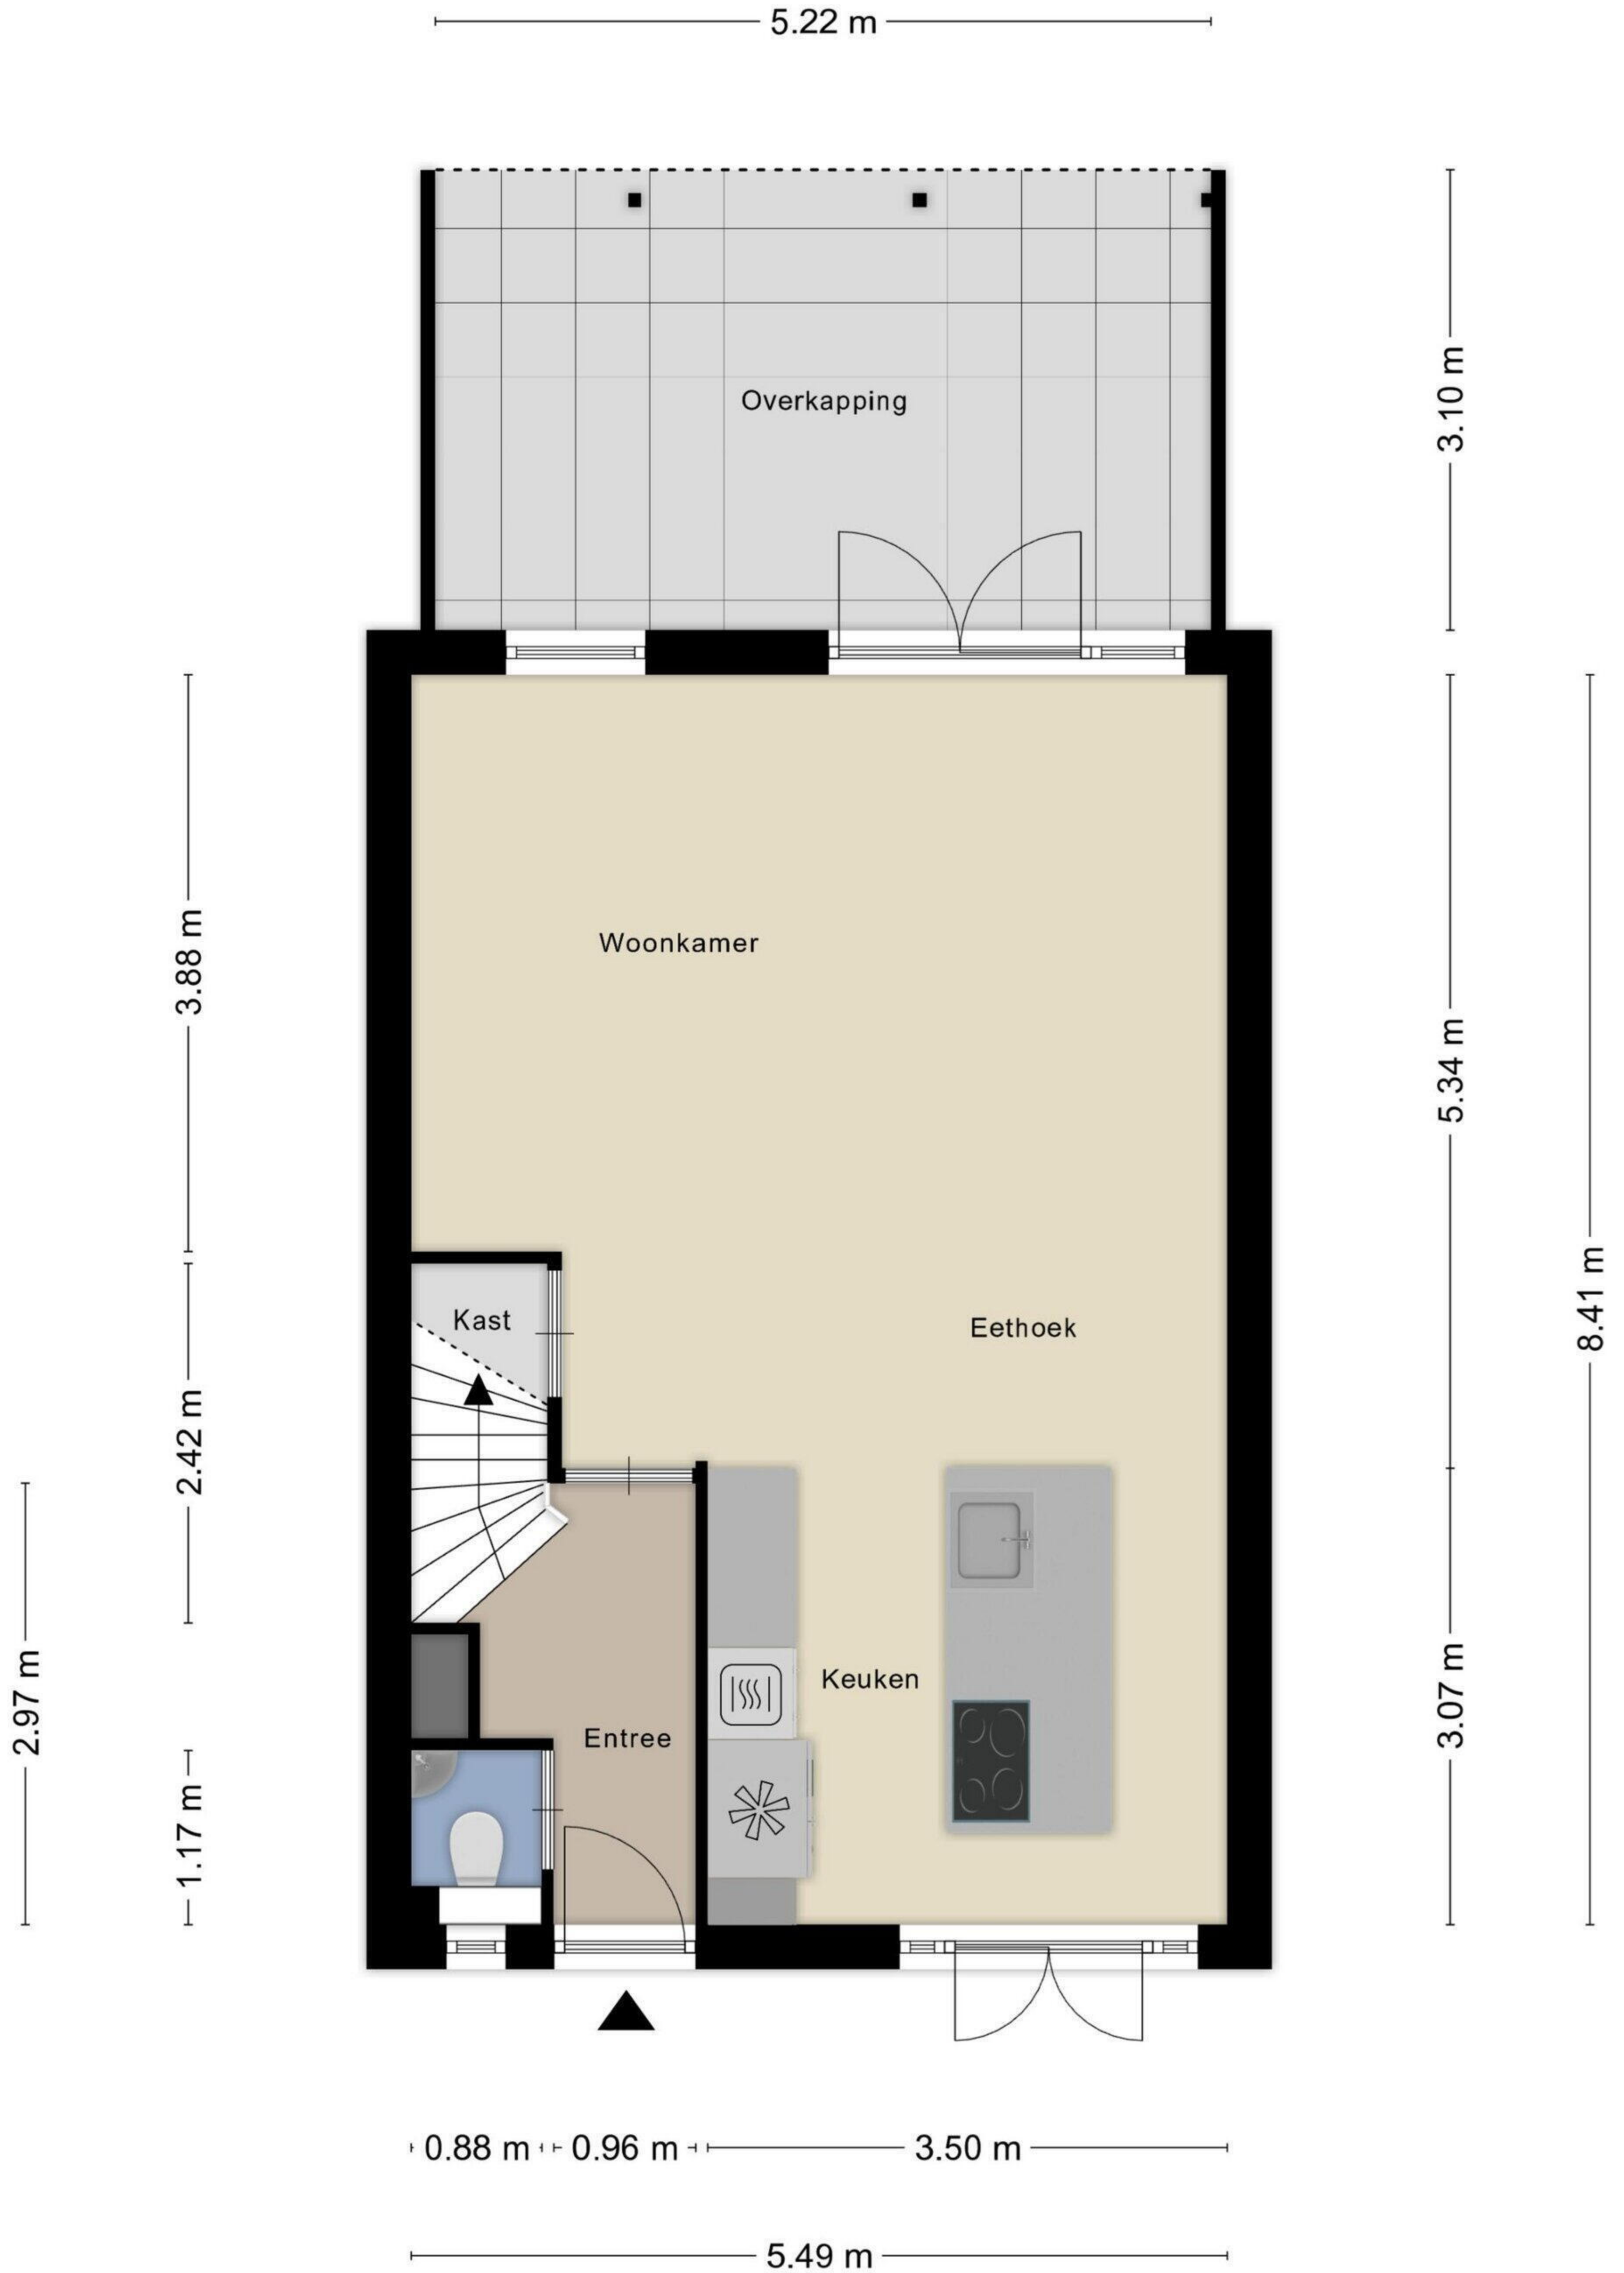 5.22 m
3.10 m
Overkapping
3.88 m
Woonkamer
5.34 m
8.41 m
Kast
Eethoek
2.42 m
2.97 m
3.07 m
Keuken
Entree
1.17 m
0.88 m
0.96 m
3.50 m
5.49 m